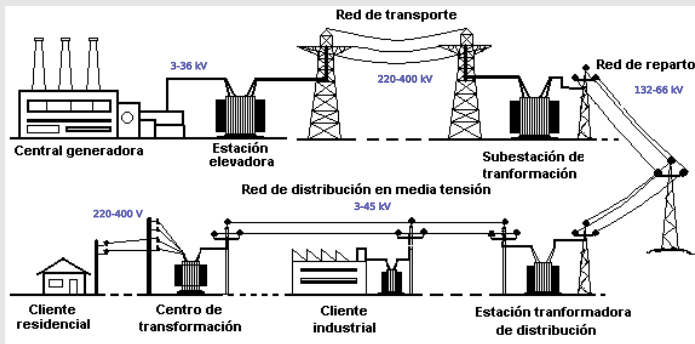 Red de transporte
3-36 kV
220-400 kV
Red de reparto
132-66 kV
Central generadora
Estación
elevadora
Subestación de
tranformación
Red de distribución en media tensión
3-45 kV
220-400 V
Cliente
residencial
Centro de
transformación
Cliente
industrial
Estación tranformadora
de distribución